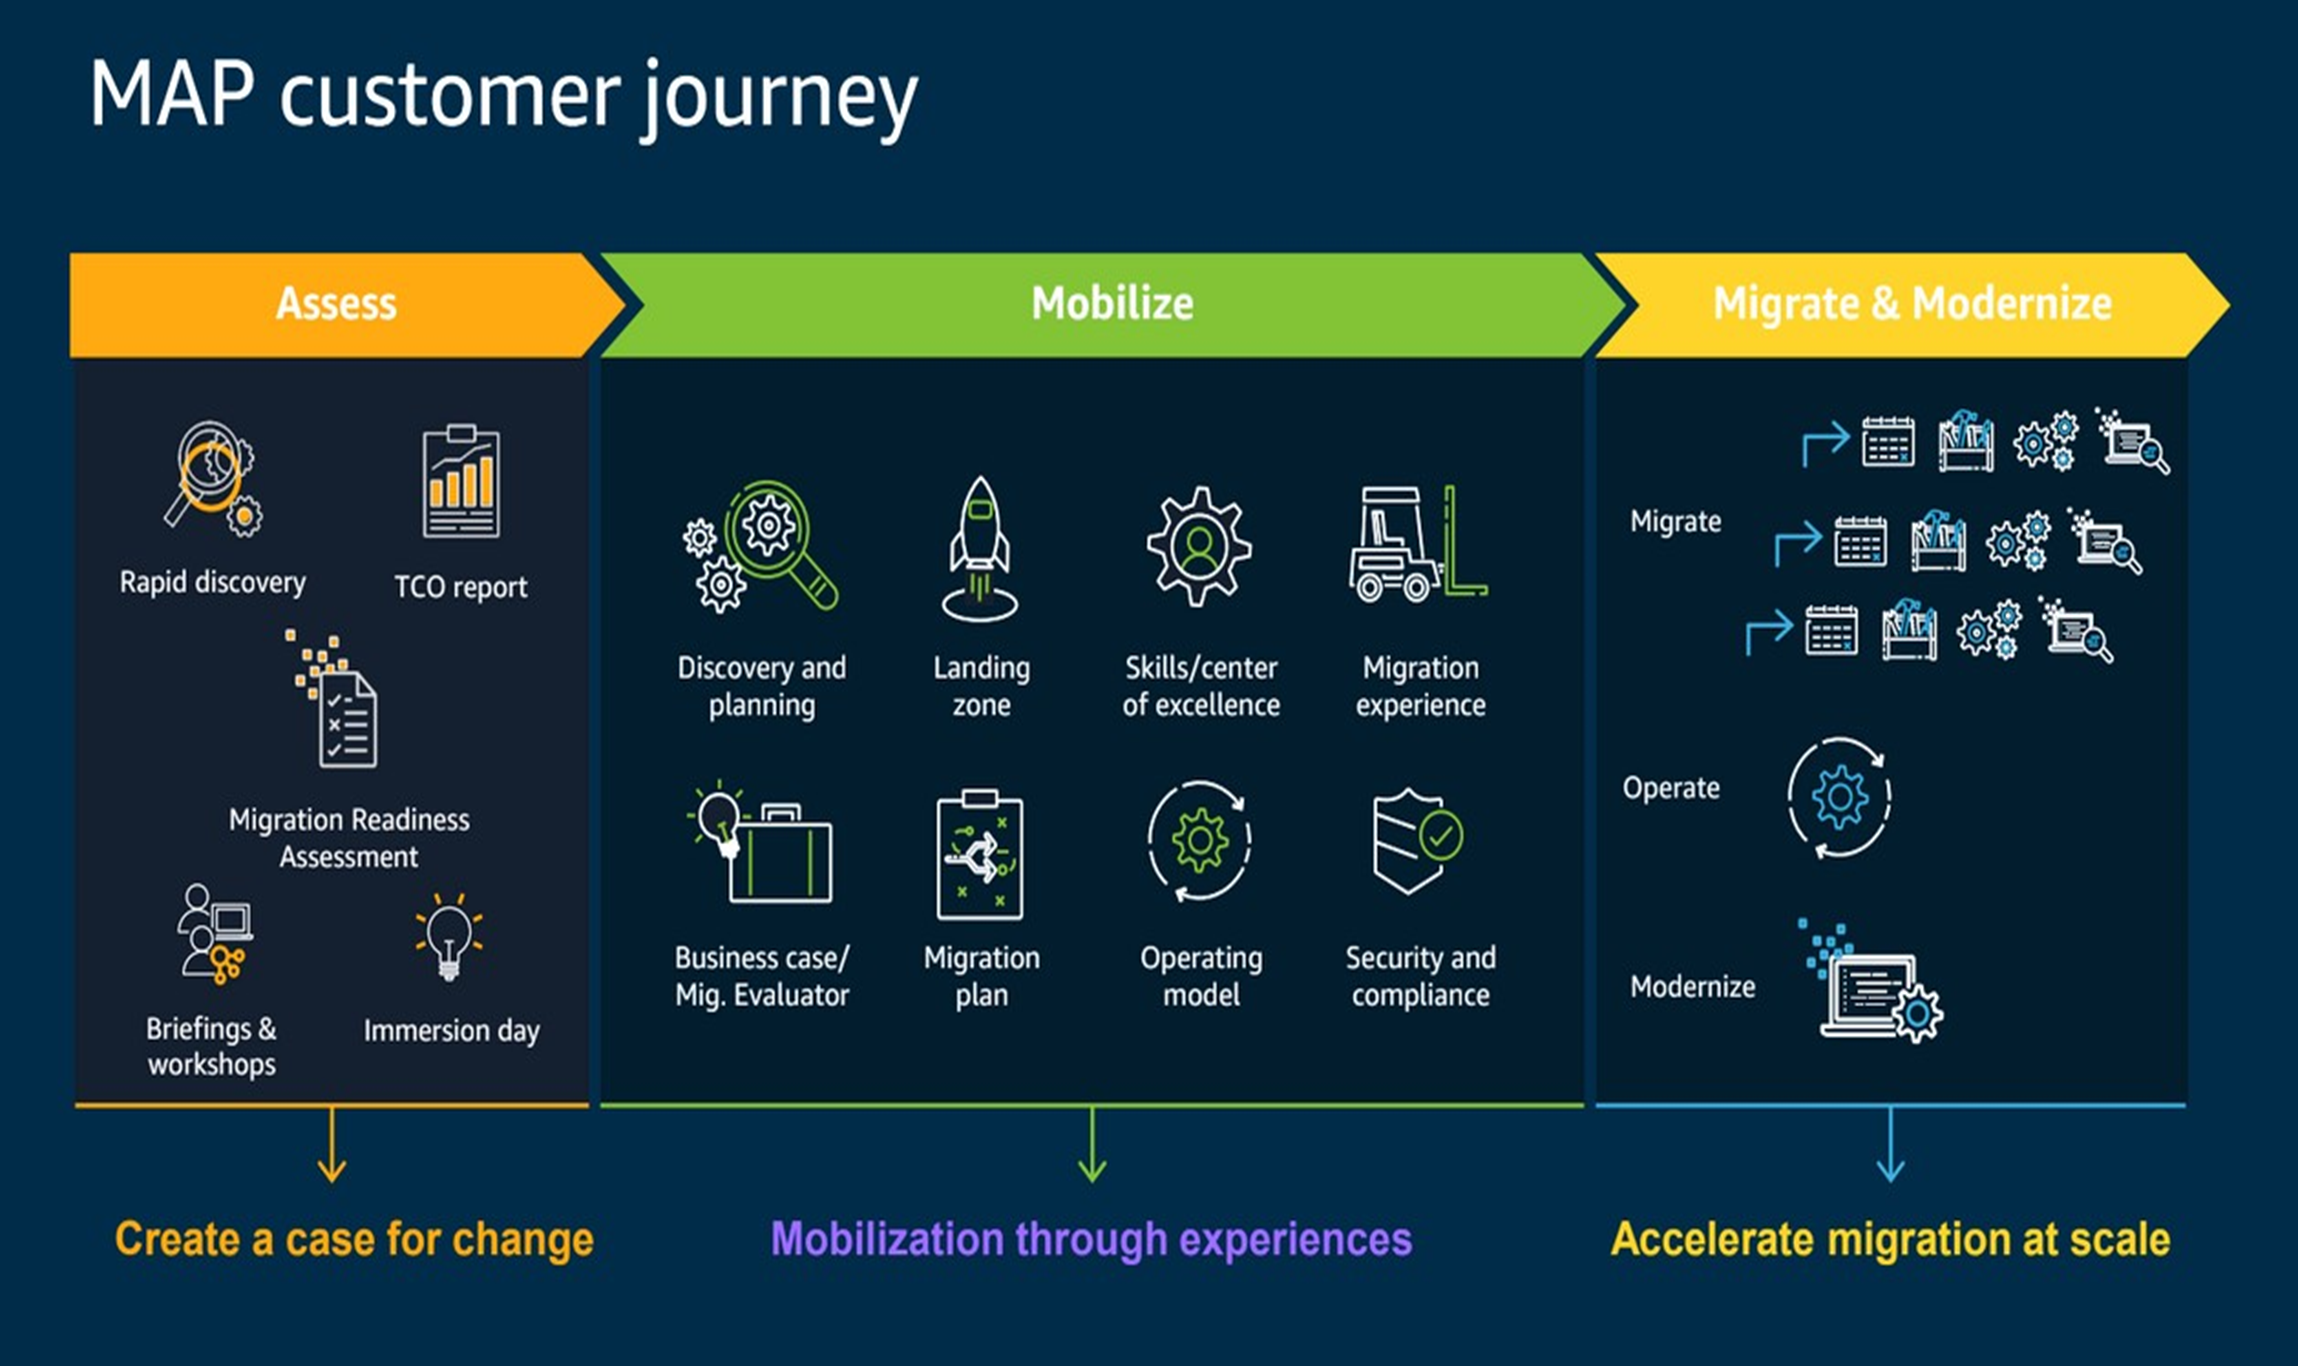 MAP customer journey
Assess
Mobilize
Migrate & Modernize
Rapid discovery
TCO report
Migration Readiness
Assessment
Briefings &
workshops
Immersion day
Discovery and
planning
Landing
zone
Skills/center
of excellence
Migration
experience
Business case/
Mig. Evaluator
Migration
plan
Operating
model
Security and
compliance
Migrate
Operate
Modernize
Create a case for change
Mobilization through experiences
Accelerate migration at scale